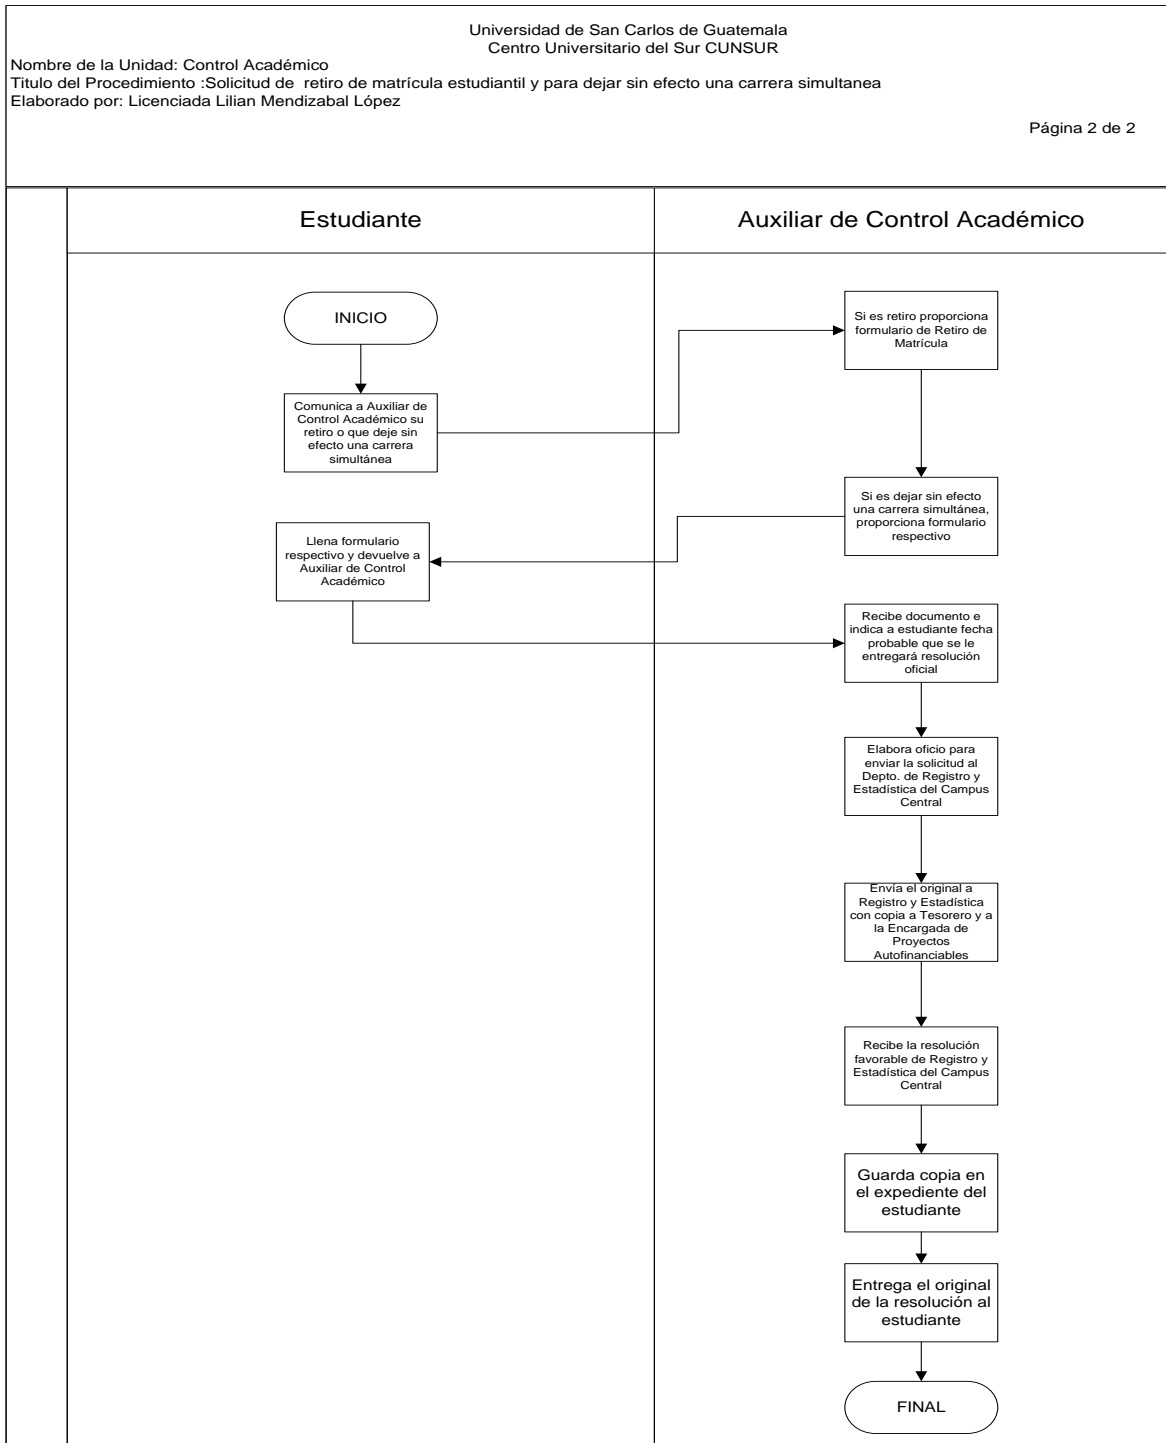 Universidad de San Carlos de Guatemala
Centro Universitario del Sur CUNSUR
Nombre de la Unidad: Control Académico
Titulo del Procedimiento :Solicitud de  retiro de matrícula estudiantil y para dejar sin efecto una carrera simultanea
Elaborado por: Licenciada Lilian Mendizabal López
Página 2 de 2
Estudiante
Auxiliar de Control Académico
INICIO
Comunica a Auxiliar de
Control Académico su
retiro o que deje sin
efecto una carrera
simultánea
Si es retiro proporciona
formulario de Retiro de
Matrícula
Si es dejar sin efecto
una carrera simultánea,
proporciona formulario
respectivo
Llena formulario
respectivo y devuelve a
Auxiliar de Control
Académico
Recibe documento e
indica a estudiante fecha
probable que se le
entregará resolución
oficial
Elabora oficio para
enviar la solicitud al
Depto. de Registro y
Estadística del Campus
Central
Envía el original a
Registro y Estadística
con copia a Tesorero y a
la Encargada de
Proyectos
Autofinanciables
Recibe la resolución
favorable de Registro y
Estadística del Campus
Central
Guarda copia en
el expediente del
estudiante
Entrega el original
de la resolución al
estudiante
FINAL